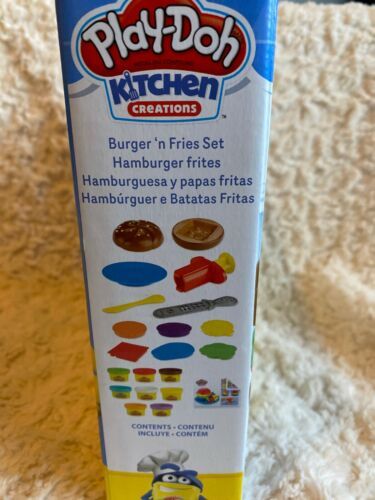 PLAY-DOH
KITCHEN
CREATIONS
Burger 'n Fries Set
Hamburger frites
Hamburguesa y papas fritas
Hambúrguer e Batatas Fritas
CONTENTS • CONTENU
INCLUYE • CONTÉM